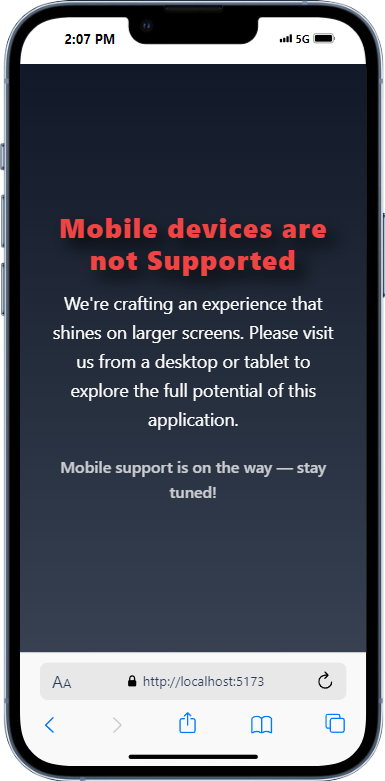 2:07 PM
5G
Mobile devices are
not Supported
We're crafting an experience that
shines on larger screens. Please visit
us from a desktop or tablet to
explore the full potential of this
application.
Mobile support is on the way — stay
tuned!
AA http://localhost:5173